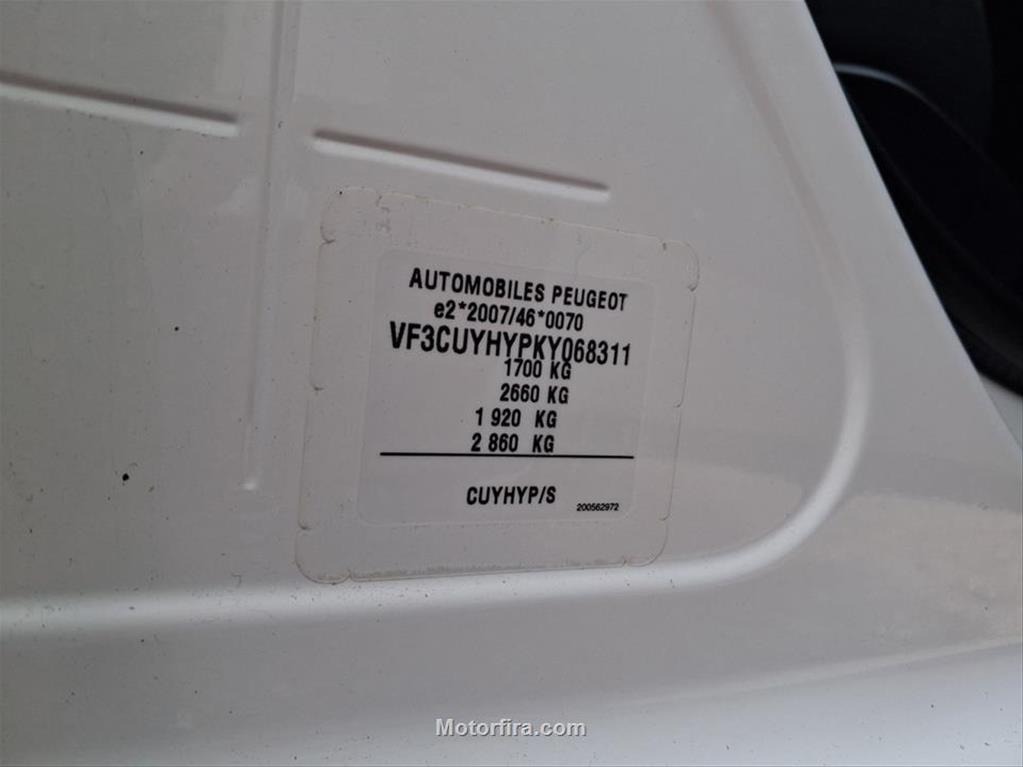 AUTOMOBILES PEUGEOT
e2*2007/46*0070
VF3CUYHYPKY068311
1700 KG
2660 KG
1 920 KG
2 860 KG
CUYHYP/S
200562972
Motorfira.com